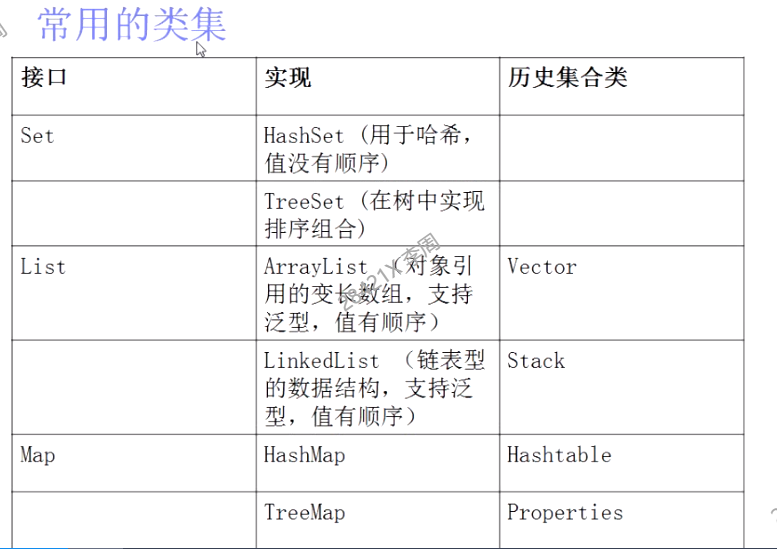 常用的类集
接口 实现 历史集合类
Set HashSet (用于哈希，
值没有顺序)
TreeSet (在树中实现
排序组合)
List ArrayList （对象引 Vector
用的变长数组，支持
泛型，值有顺序）
LinkedList （链表型 Stack
的数据结构，支持泛
型，值有顺序）
Map HashMap Hashtable
TreeMap Properties